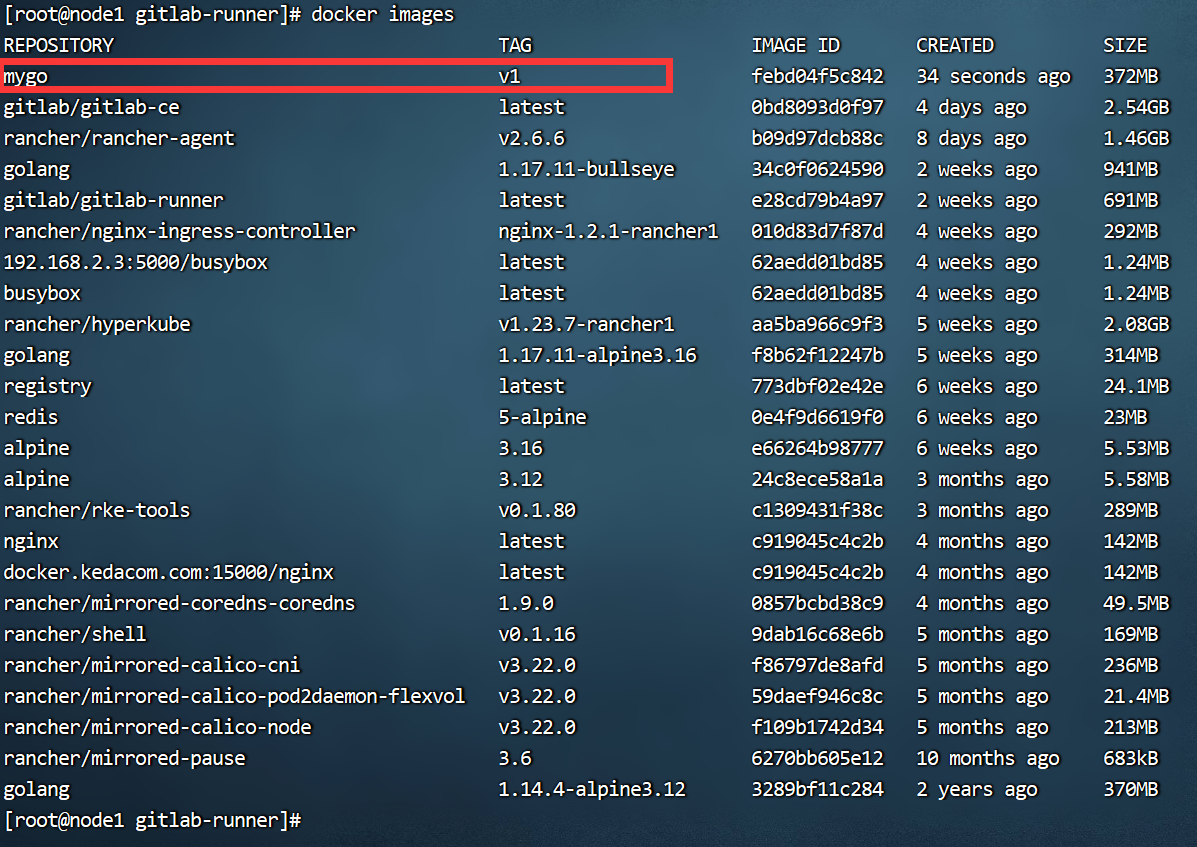 [root@node1 gitlab-runner]# docker images
REPOSITORY TAG IMAGE ID CREATED SIZE
mygo v1 febd04f5c842 34 seconds ago 372MB
gitlab/gitlab-ce latest 0bd8093d0f97 4 days ago 2.54GB
rancher/rancher-agent v2.6.6 b09d97dcb88c 8 days ago 1.46GB
golang 1.17.11-bullseye 34c0f0624590 2 weeks ago 941MB
gitlab/gitlab-runner latest e28cd79b4a97 2 weeks ago 691MB
rancher/nginx-ingress-controller nginx-1.2.1-rancher1 010d83d7f87d 4 weeks ago 292MB
192.168.2.3:5000/busybox latest 62aedd01bd85 4 weeks ago 1.24MB
busybox latest 62aedd01bd85 4 weeks ago 1.24MB
rancher/hyperkube v1.23.7-rancher1 aa5ba966c9f3 5 weeks ago 2.08GB
golang 1.17.11-alpine3.16 f8b62f12247b 5 weeks ago 314MB
registry latest 773dbf02e42e 6 weeks ago 24.1MB
redis 5-alpine 0e4f9d6619f0 6 weeks ago 23MB
alpine 3.16 e66264b98777 6 weeks ago 5.53MB
alpine 3.12 24c8ece58a1a 3 months ago 5.58MB
rancher/rke-tools v0.1.80 c1309431f38c 3 months ago 289MB
nginx latest c919045c4c2b 4 months ago 142MB
docker.kedacom.com:15000/nginx latest c919045c4c2b 4 months ago 142MB
rancher/mirrored-coredns-coredns 1.9.0 0857bcbd38c9 4 months ago 49.5MB
rancher/shell v0.1.16 9dab16c68e6b 5 months ago 169MB
rancher/mirrored-calico-cni v3.22.0 f86797de8afd 5 months ago 236MB
rancher/mirrored-calico-pod2daemon-flexvol v3.22.0 59daef946c8c 5 months ago 21.4MB
rancher/mirrored-calico-node v3.22.0 f109b1742d34 5 months ago 213MB
rancher/mirrored-pause 3.6 6270bb605e12 10 months ago 683kB
golang 1.14.4-alpine3.12 3289bf11c284 2 years ago 370MB
[root@node1 gitlab-runner]#